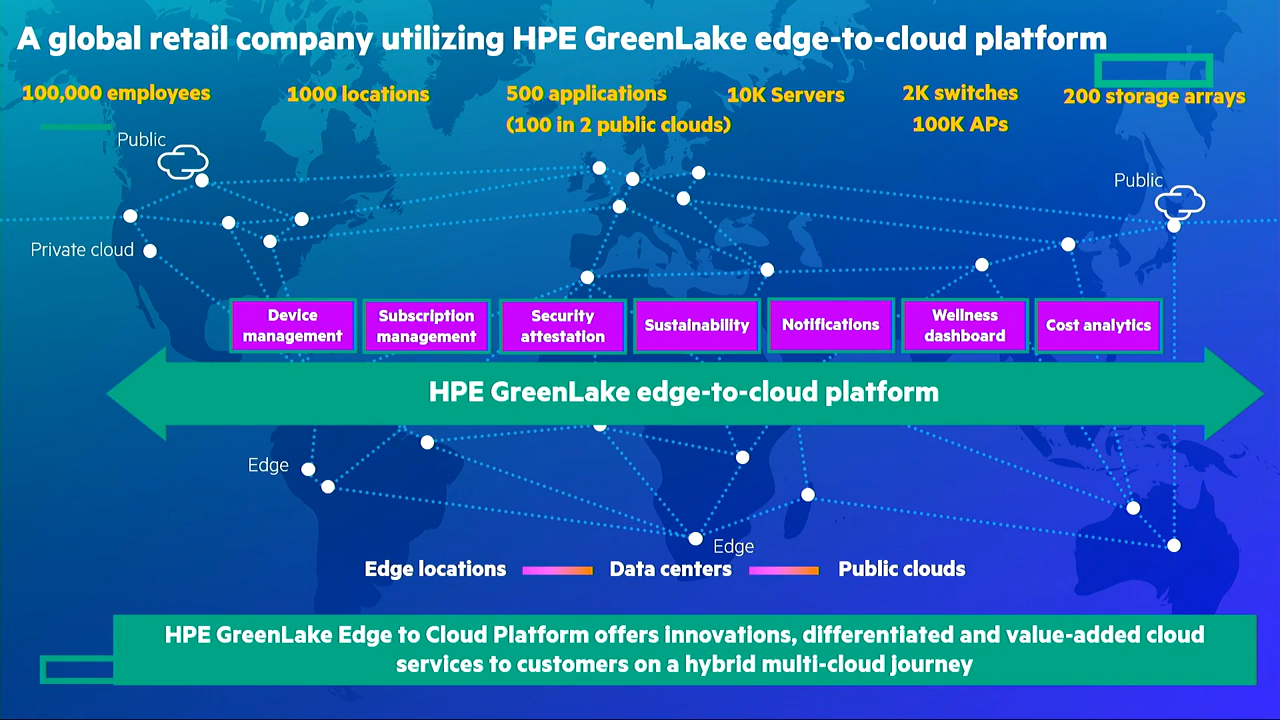 A global retail company utilizing HPE GreenLake edge-to-cloud platform
100,000 employees
1000 locations
500 applications
(100 in 2 public clouds)
10K Servers
2K switches
100K APs
200 storage arrays
Public
Public
Private cloud
Device
management
Subscription
management
Security
attestation
Sustainability
Notifications
Wellness
dashboard
Cost analytics
HPE GreenLake edge-to-cloud platform
Edge
Edge
Edge locations
Data centers
Public clouds
HPE GreenLake Edge to Cloud Platform offers innovations, differentiated and value-added cloud
services to customers on a hybrid multi-cloud journey